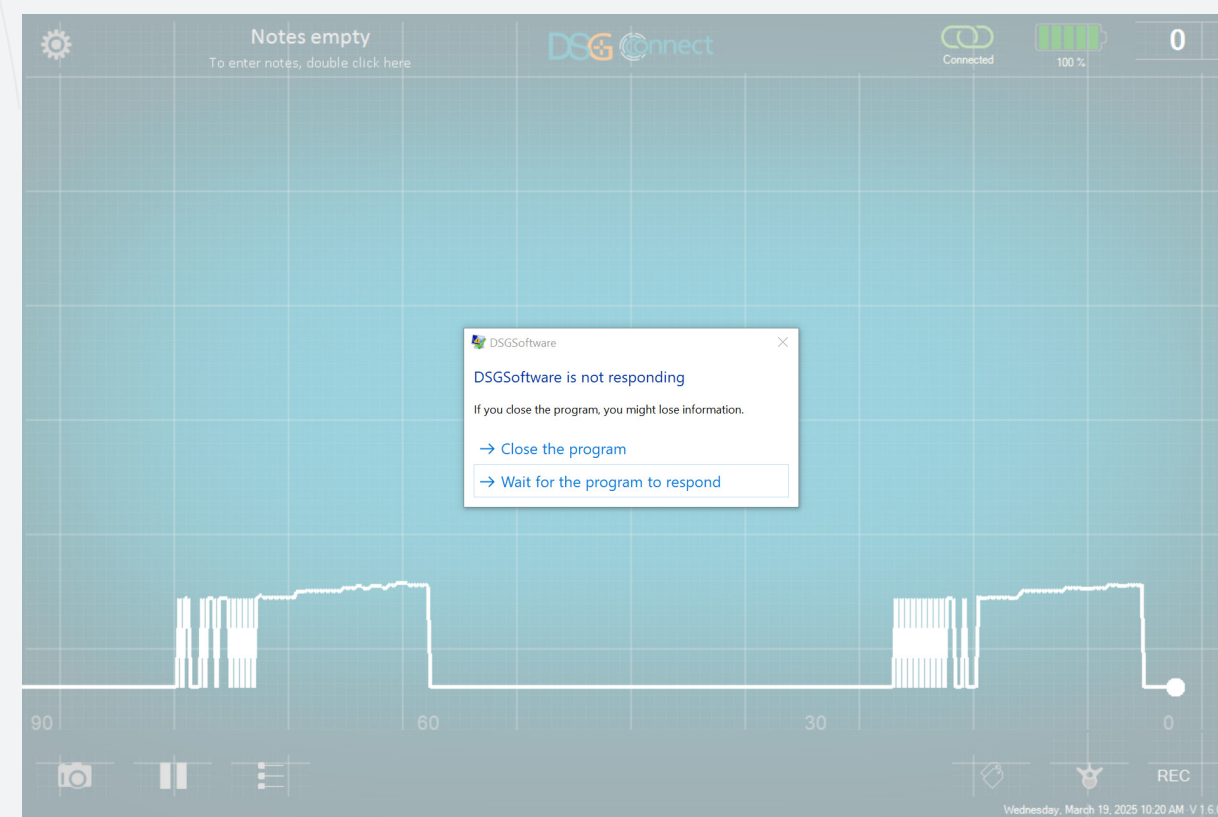 Notes empty
To enter notes, double click here
DSG Connect
Connected
100 %
0
DSGSoftware
DSGSoftware is not responding
If you close the program, you might lose information.
→ Close the program
→ Wait for the program to respond
90 60 30 0
REC
Wednesday, March 19, 2025 10:20 AM · V 1.6.